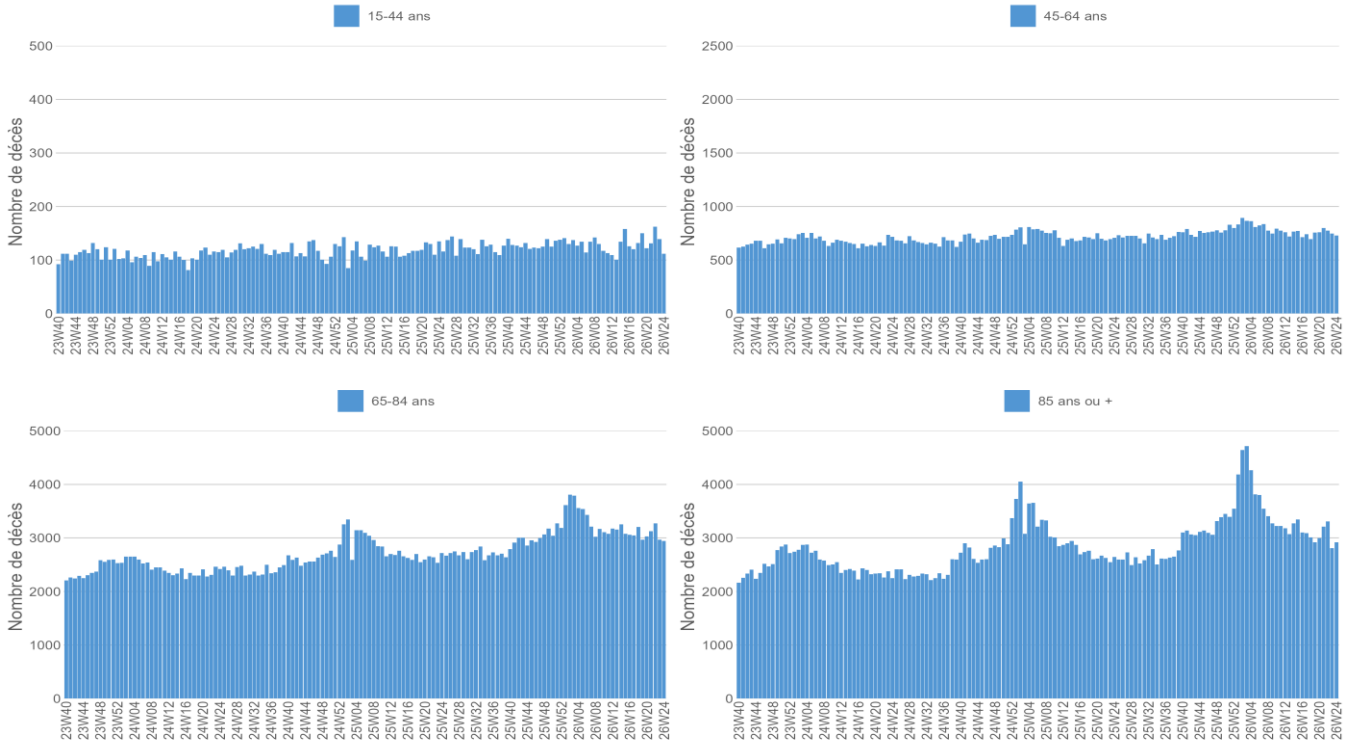 15-44 ans
Nombre de décès
500
400
300
200
100
0
23W40 23W44 23W48 23W52 24W04 24W08 24W12 24W16 24W20 24W24 24W28 24W32 24W36 24W40 24W44 24W48 24W52 25W04 25W08 25W12 25W16 25W20 25W24 25W28 25W32 25W36 25W40 25W44 25W48 25W52 26W04 26W08 26W12 26W16 26W20 26W24
45-64 ans
Nombre de décès
2500
2000
1500
1000
500
0
23W40 23W44 23W48 23W52 24W04 24W08 24W12 24W16 24W20 24W24 24W28 24W32 24W36 24W40 24W44 24W48 24W52 25W04 25W08 25W12 25W16 25W20 25W24 25W28 25W32 25W36 25W40 25W44 25W48 25W52 26W04 26W08 26W12 26W16 26W20 26W24
65-84 ans
Nombre de décès
5000
4000
3000
2000
1000
0
23W40 23W44 23W48 23W52 24W04 24W08 24W12 24W16 24W20 24W24 24W28 24W32 24W36 24W40 24W44 24W48 24W52 25W04 25W08 25W12 25W16 25W20 25W24 25W28 25W32 25W36 25W40 25W44 25W48 25W52 26W04 26W08 26W12 26W16 26W20 26W24
85 ans ou +
Nombre de décès
5000
4000
3000
2000
1000
0
23W40 23W44 23W48 23W52 24W04 24W08 24W12 24W16 24W20 24W24 24W28 24W32 24W36 24W40 24W44 24W48 24W52 25W04 25W08 25W12 25W16 25W20 25W24 25W28 25W32 25W36 25W40 25W44 25W48 25W52 26W04 26W08 26W12 26W16 26W20 26W24